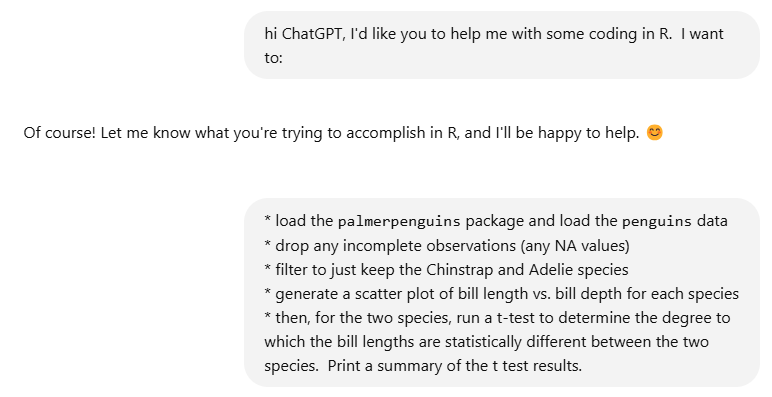 hi ChatGPT, I'd like you to help me with some coding in R.  I want
to:
Of course! Let me know what you're trying to accomplish in R, and I'll be happy to help. 😊
* load the palmerpenguins package and load the penguins data
* drop any incomplete observations (any NA values)
* filter to just keep the Chinstrap and Adelie species
* generate a scatter plot of bill length vs. bill depth for each species
* then, for the two species, run a t-test to determine the degree to
which the bill lengths are statistically different between the two
species.  Print a summary of the t test results.